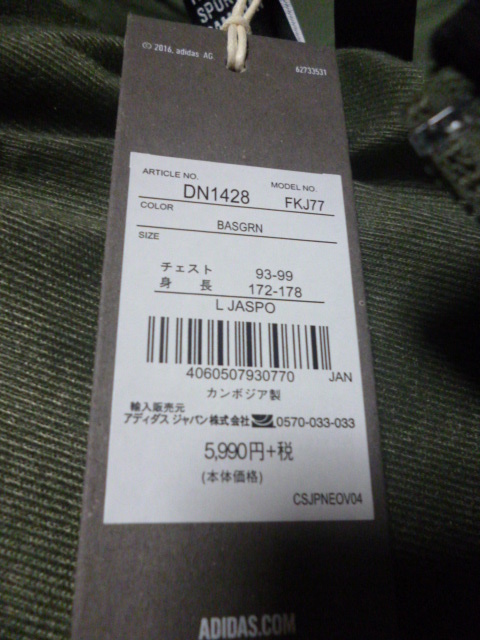 SPOR
© 2016, adidas AG.
62733531
ARTICLE NO.
MODEL NO.
DN1428
FKJ77
COLOR
BASGRN
SIZE
チェスト 93-99
身 長 172-178
L JASPO
4060507930770 JAN
カンボジア製
輸入販売元
アディダス ジャパン株式会社 0570-033-033
5,990円+税
(本体価格)
CSJPNEOV04
ADIDAS.COM